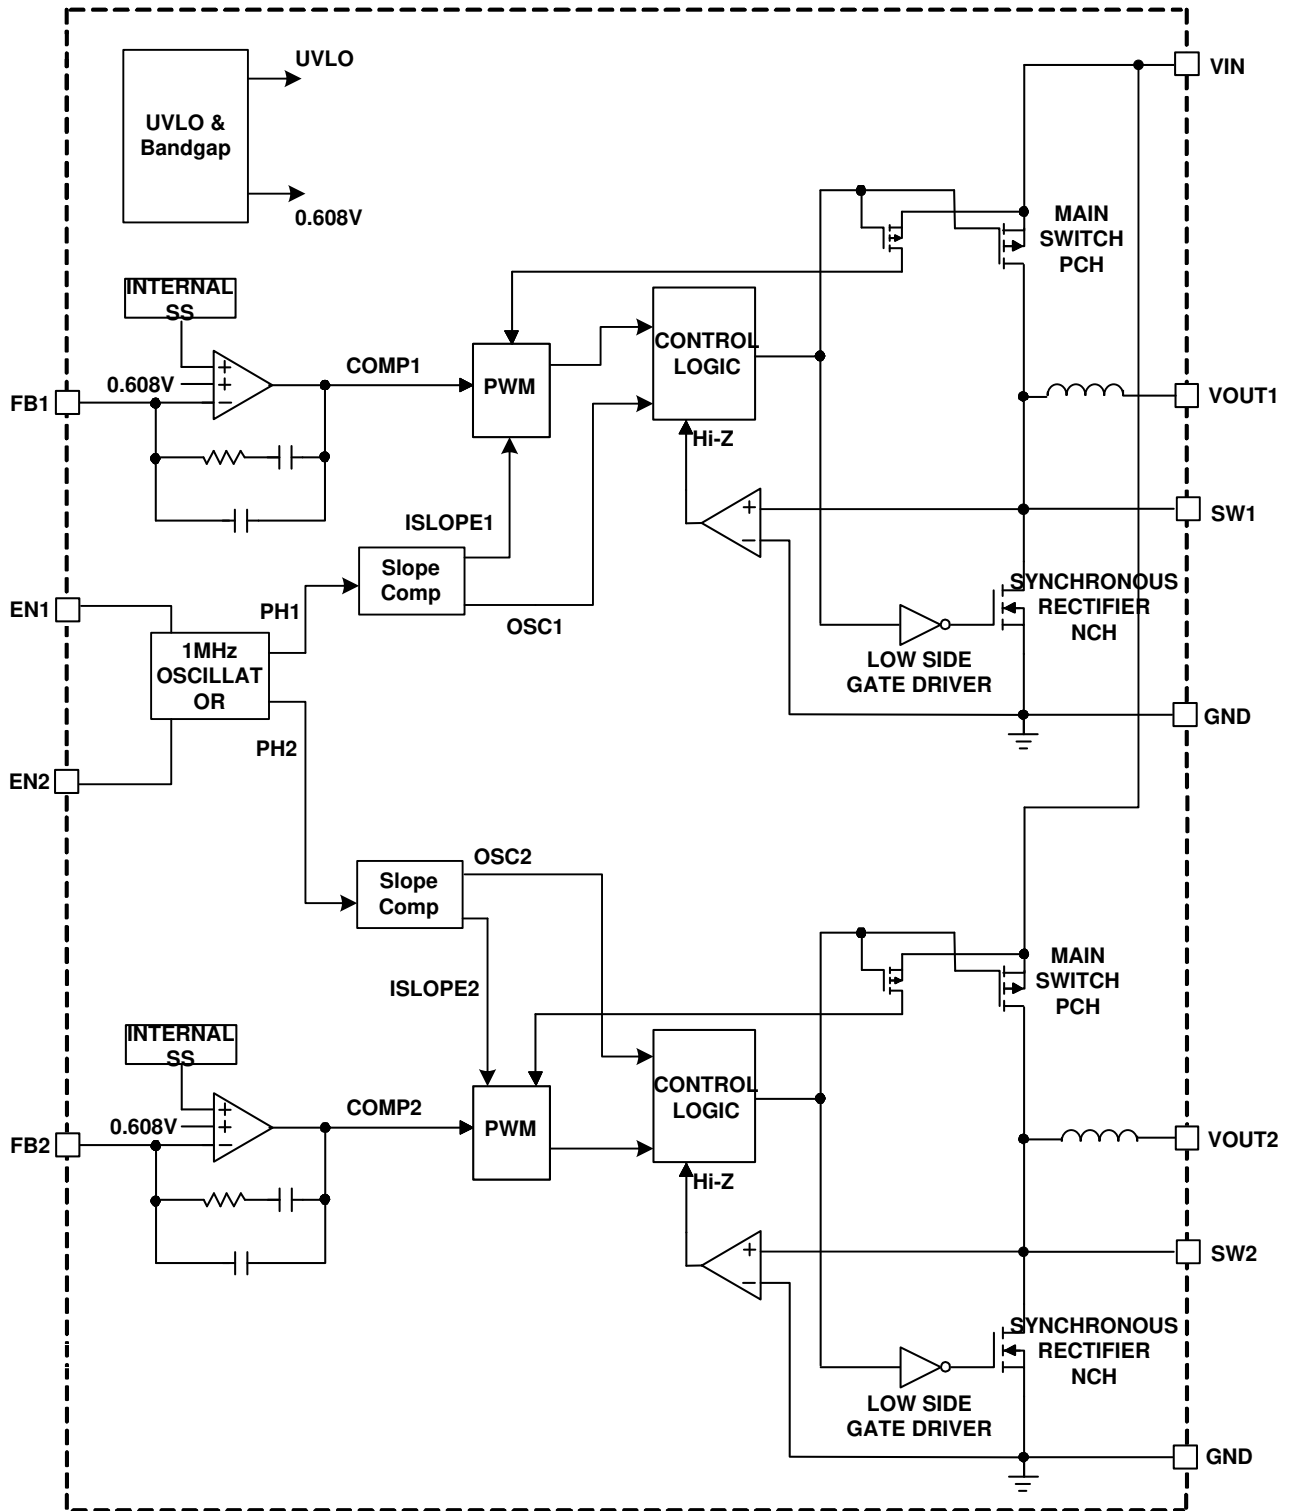 UVLO
VIN
UVLO &
Bandgap
0.608V
MAIN
SWITCH
PCH
INTERNAL
SS
CONTROL
LOGIC
COMP1
0.608V
+
+
−
PWM
FB1
VOUT1
Hi-Z
ISLOPE1
+
−
SW1
Slope
Comp
SYNCHRONOUS
RECTIFIER
NCH
EN1
PH1
OSC1
1MHz
OSCILLAT
OR
LOW SIDE
GATE DRIVER
GND
PH2
EN2
OSC2
Slope
Comp
MAIN
SWITCH
PCH
ISLOPE2
INTERNAL
SS
CONTROL
LOGIC
COMP2
0.608V
+
+
−
PWM
FB2
VOUT2
Hi-Z
+
−
SW2
SYNCHRONOUS
RECTIFIER
NCH
LOW SIDE
GATE DRIVER
GND